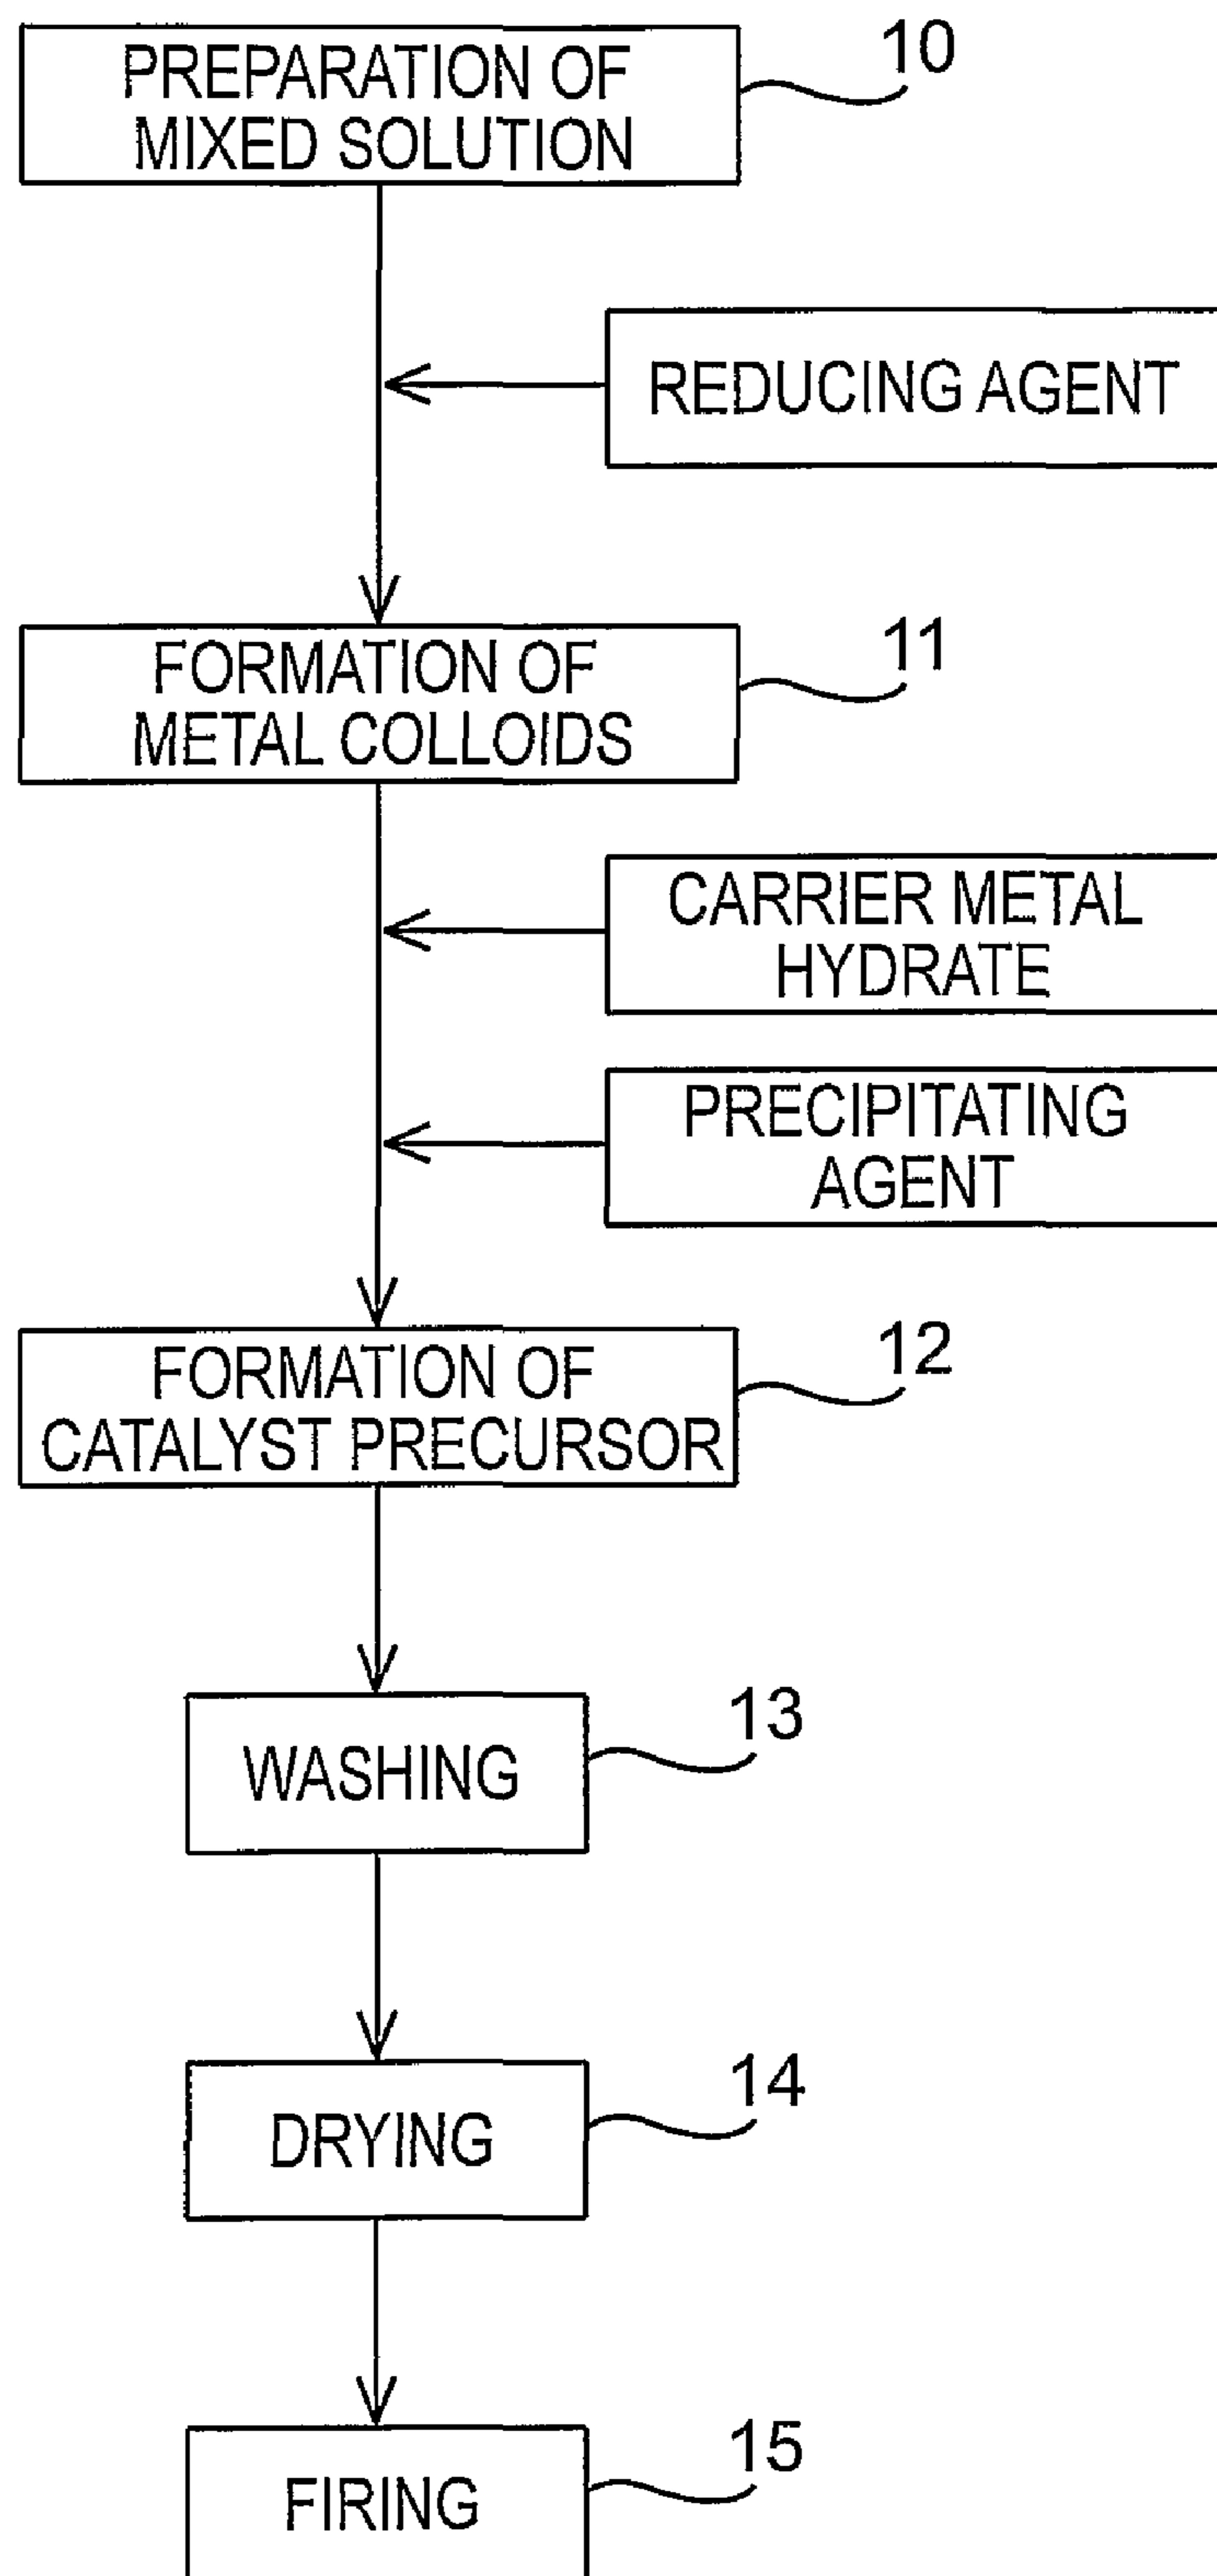 PREPARATION OF
MIXED SOLUTION
10
REDUCING AGENT
FORMATION OF
METAL COLLOIDS
11
CARRIER METAL
HYDRATE
PRECIPITATING
AGENT
FORMATION OF
CATALYST PRECURSOR
12
WASHING
13
DRYING
14
FIRING
15